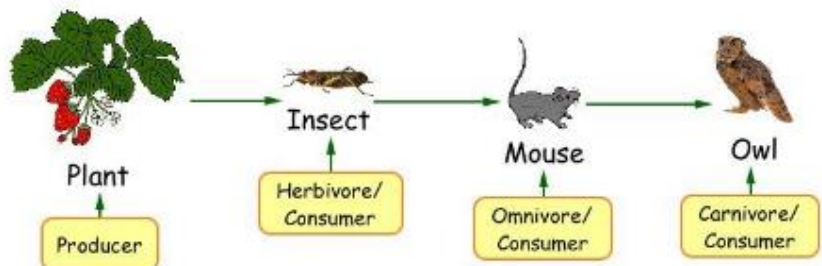 Plant
Insect
Mouse
Owl
Producer
Herbivore/
Consumer
Omnivore/
Consumer
Carnivore/
Consumer